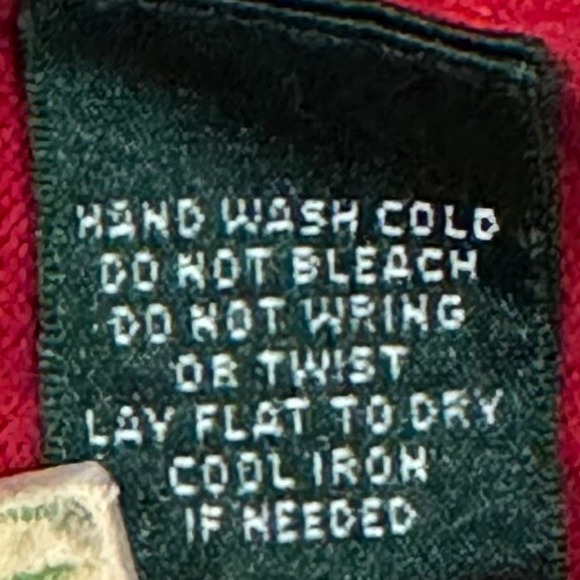 HAND WASH COLD
DO NOT BLEACH
DO NOT WRING
OR TWIST
LAY FLAT TO DRY
COOL IRON
IF NEEDED